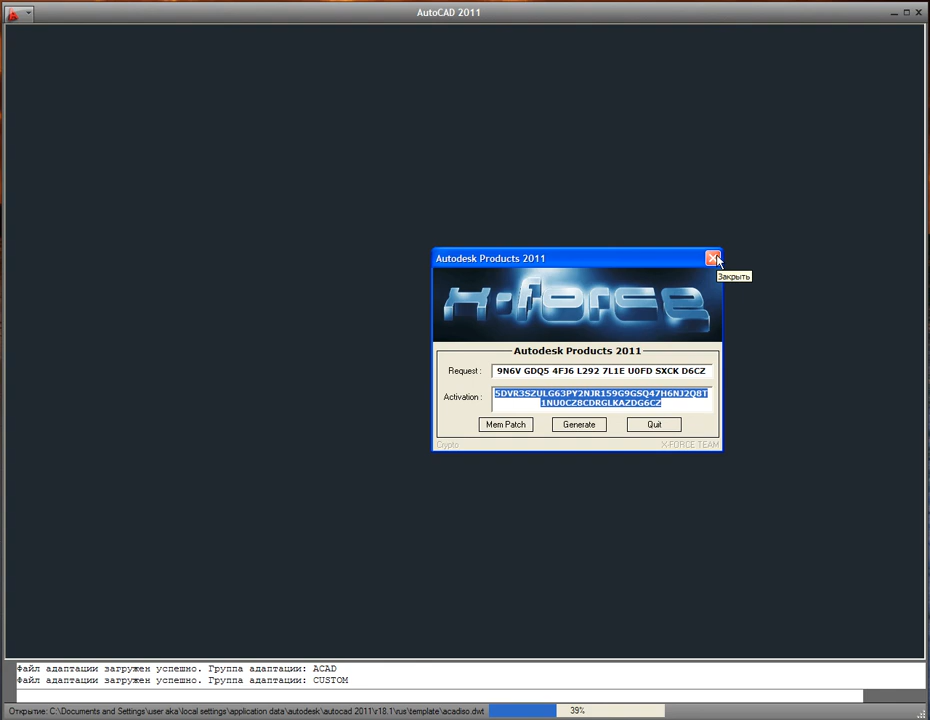 AutoCAD 2011
Autodesk Products 2011
Закрыть
x-force
Autodesk Products 2011
Request :
9N6V GDQ5 4FJ6 L292 7L1E U0FD SXCK D6CZ
Activation :
5DVR3SZULG63PY2NJR159G9GSQ47H6NJ2Q8T
1NU0CZ8CDRGLKAZDG6CZ
Mem Patch
Generate
Quit
Crypto
X-FORCE TEAM
Файл адаптации загружен успешно. Группа адаптации: ACAD
Файл адаптации загружен успешно. Группа адаптации: CUSTOM
Открытие: C:\Documents and Settings\user aka\local settings\application data\autodesk\autocad 2011\r18.1\rus\template\acadiso.dwt
39%